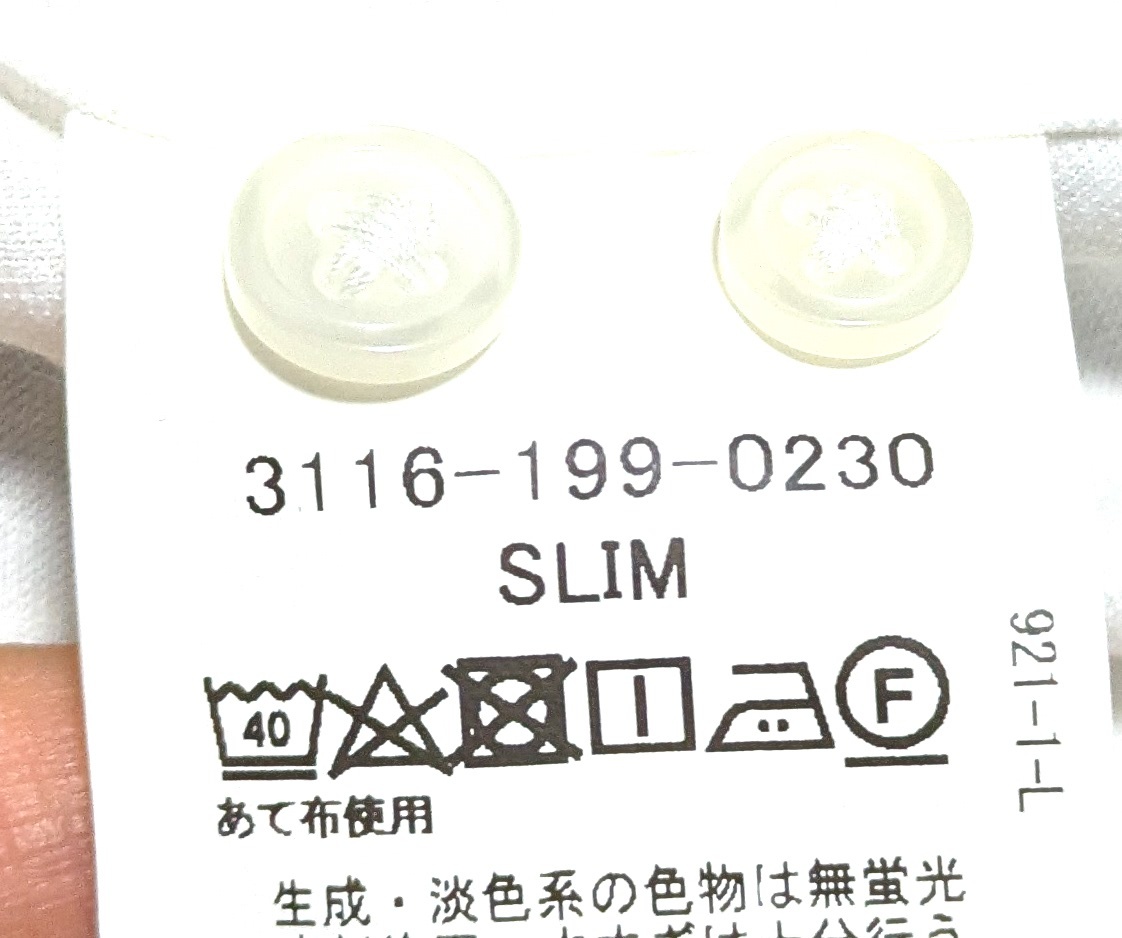 3116-199-0230
SLIM
40
F
あて布使用
生成・淡色系の色物は無蛍光
921-1-L